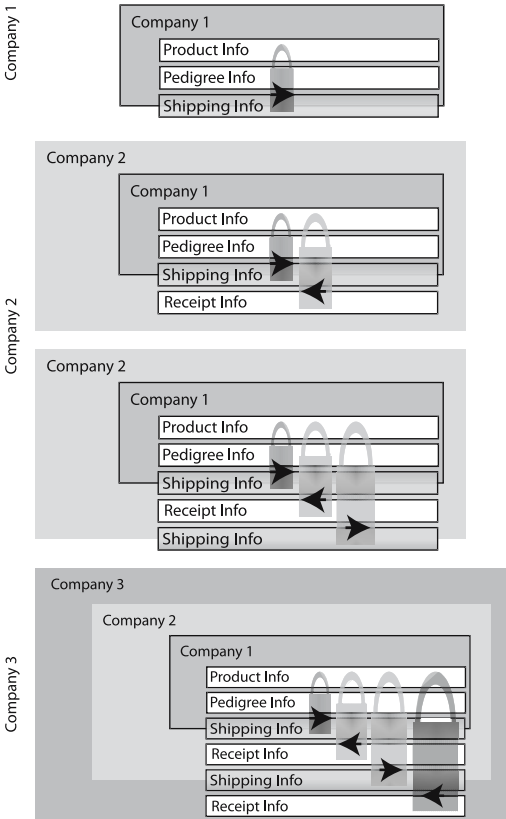 Company 1
Company 1
Product Info
Pedigree Info
Shipping Info
Company 2
Company 2
Company 1
Product Info
Pedigree Info
Shipping Info
Receipt Info
Company 2
Company 1
Product Info
Pedigree Info
Shipping Info
Receipt Info
Shipping Info
Company 3
Company 3
Company 2
Company 1
Product Info
Pedigree Info
Shipping Info
Receipt Info
Shipping Info
Receipt Info